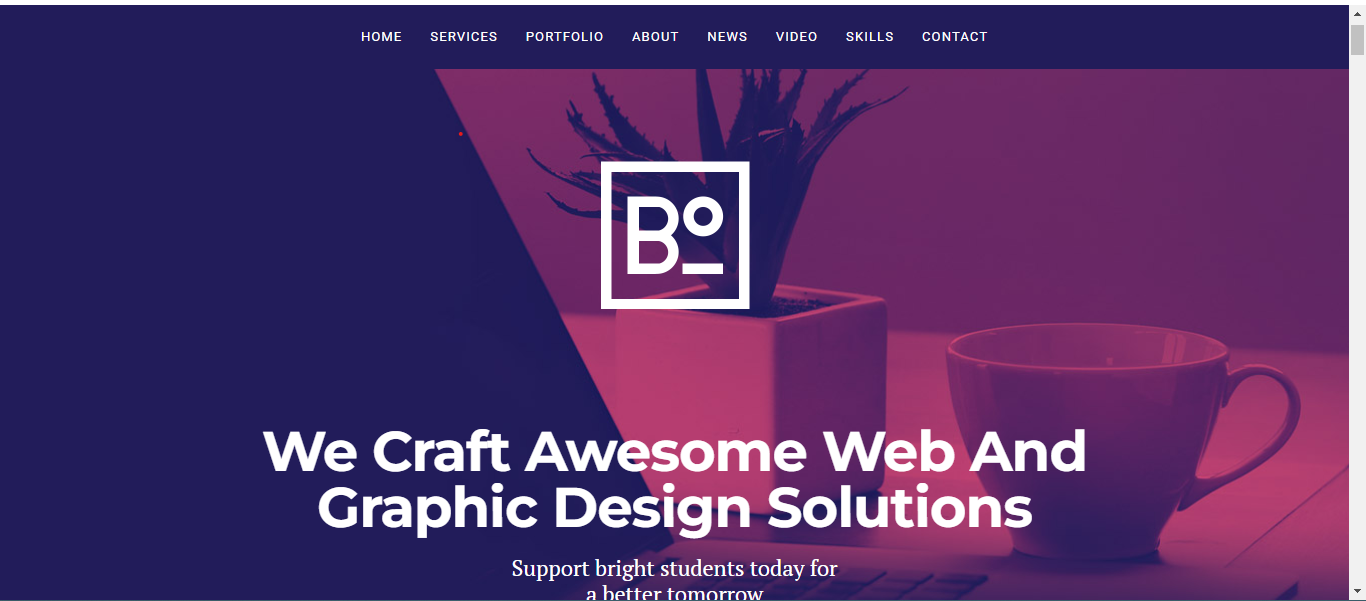 HOME SERVICES PORTFOLIO ABOUT NEWS VIDEO SKILLS CONTACT
Bo
We Craft Awesome Web And
Graphic Design Solutions
Support bright students today for
a better tomorrow